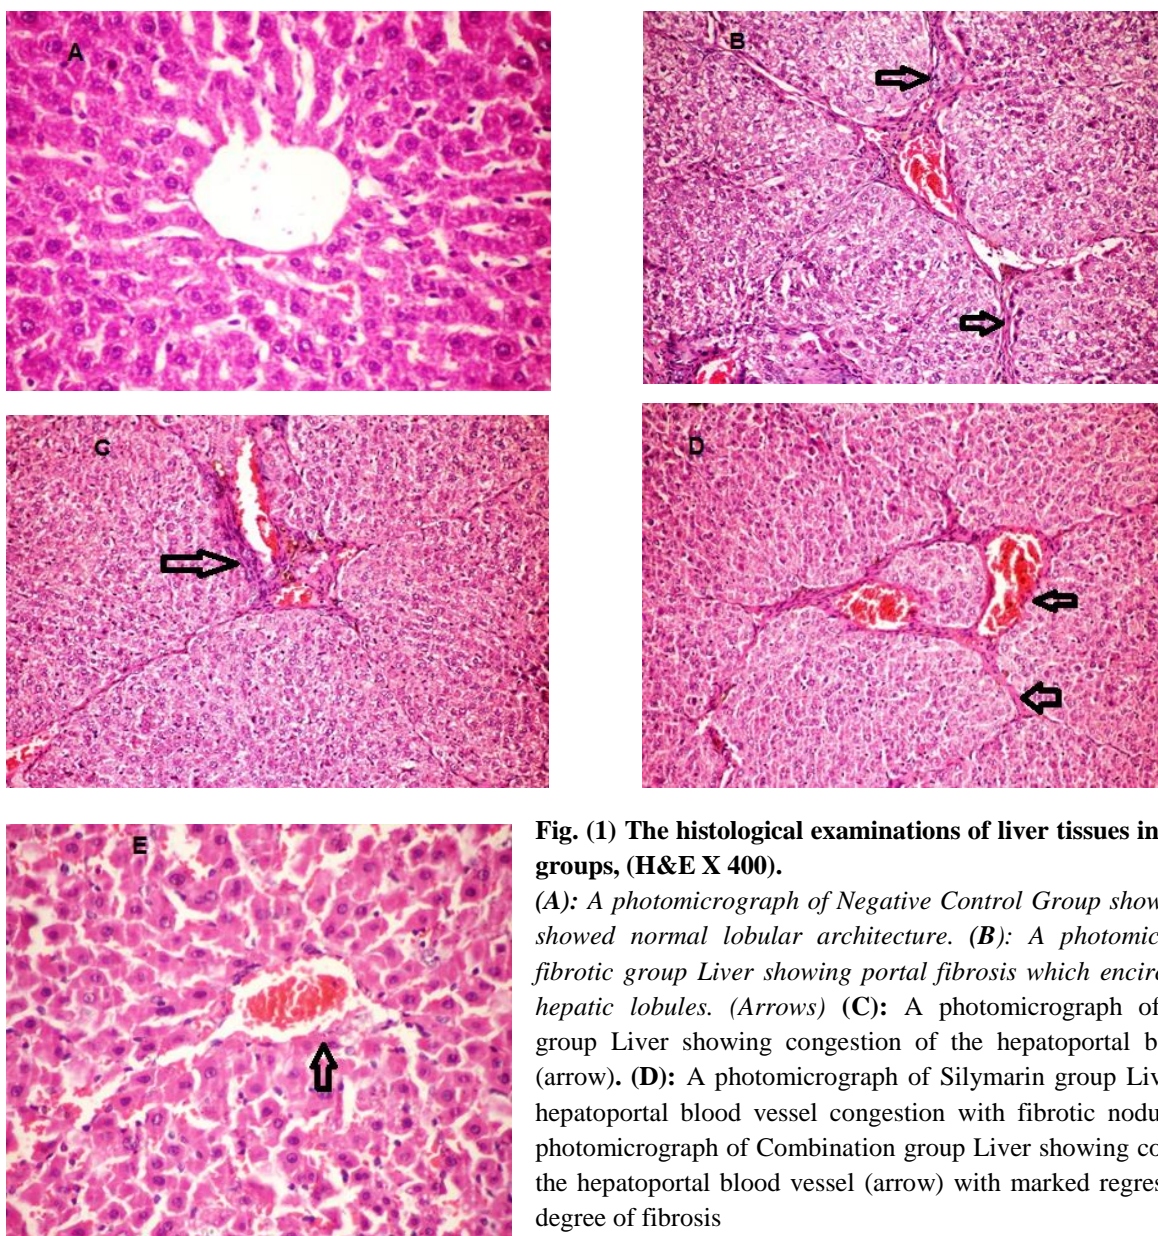 A
B
C
D
E
Fig. (1) The histological examinations of liver tissues in
groups, (H&E X 400).
(A): A photomicrograph of Negative Control Group show
showed normal lobular architecture. (B): A photomic
fibrotic group Liver showing portal fibrosis which encir
hepatic lobules. (Arrows) (C): A photomicrograph of
group Liver showing congestion of the hepatoportal b
(arrow). (D): A photomicrograph of Silymarin group Liv
hepatoportal blood vessel congestion with fibrotic nodu
photomicrograph of Combination group Liver showing co
the hepatoportal blood vessel (arrow) with marked regres
degree of fibrosis